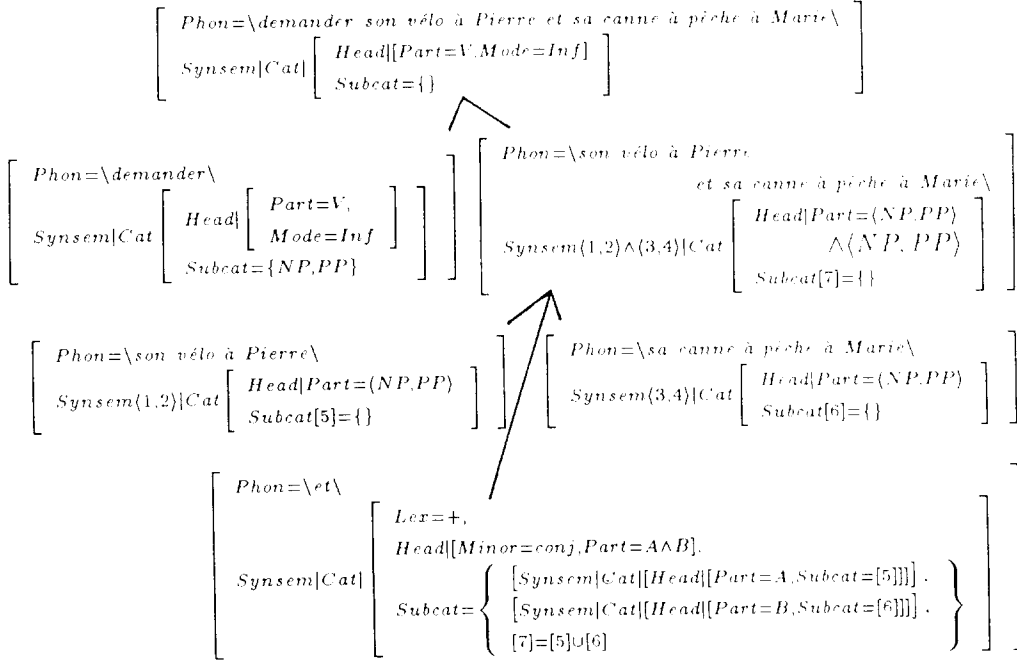 Phon=\demander son vélo à Pierre et sa canne à pêche à Marie\
Synsem|Cat| Head|[Part=V,Mode=Inf]
Subcat={}
Phon=\demander\
Synsem|Cat Head| Part=V,
Mode=Inf
Subcat={NP,PP}
Phon=\son vélo à Pierre
et sa canne à pêche à Marie\
Synsem⟨1,2⟩∧⟨3,4⟩|Cat Head|Part=⟨NP,PP⟩
∧⟨NP,PP⟩
Subcat[7]={}
Phon=\son vélo à Pierre\
Synsem⟨1,2⟩|Cat Head|Part=⟨NP,PP⟩
Subcat[5]={}
Phon=\sa canne à pêche à Marie\
Synsem⟨3,4⟩|Cat Head|Part=⟨NP,PP⟩
Subcat[6]={}
Phon=\et\
Synsem|Cat| Lex=+,
Head|[Minor=conj,Part=A∧B].
Subcat= { [Synsem|Cat|[Head|[Part=A,Subcat=[5]]]] .
[Synsem|Cat|[Head|[Part=B,Subcat=[6]]]] .
[7]=[5]∪[6] }